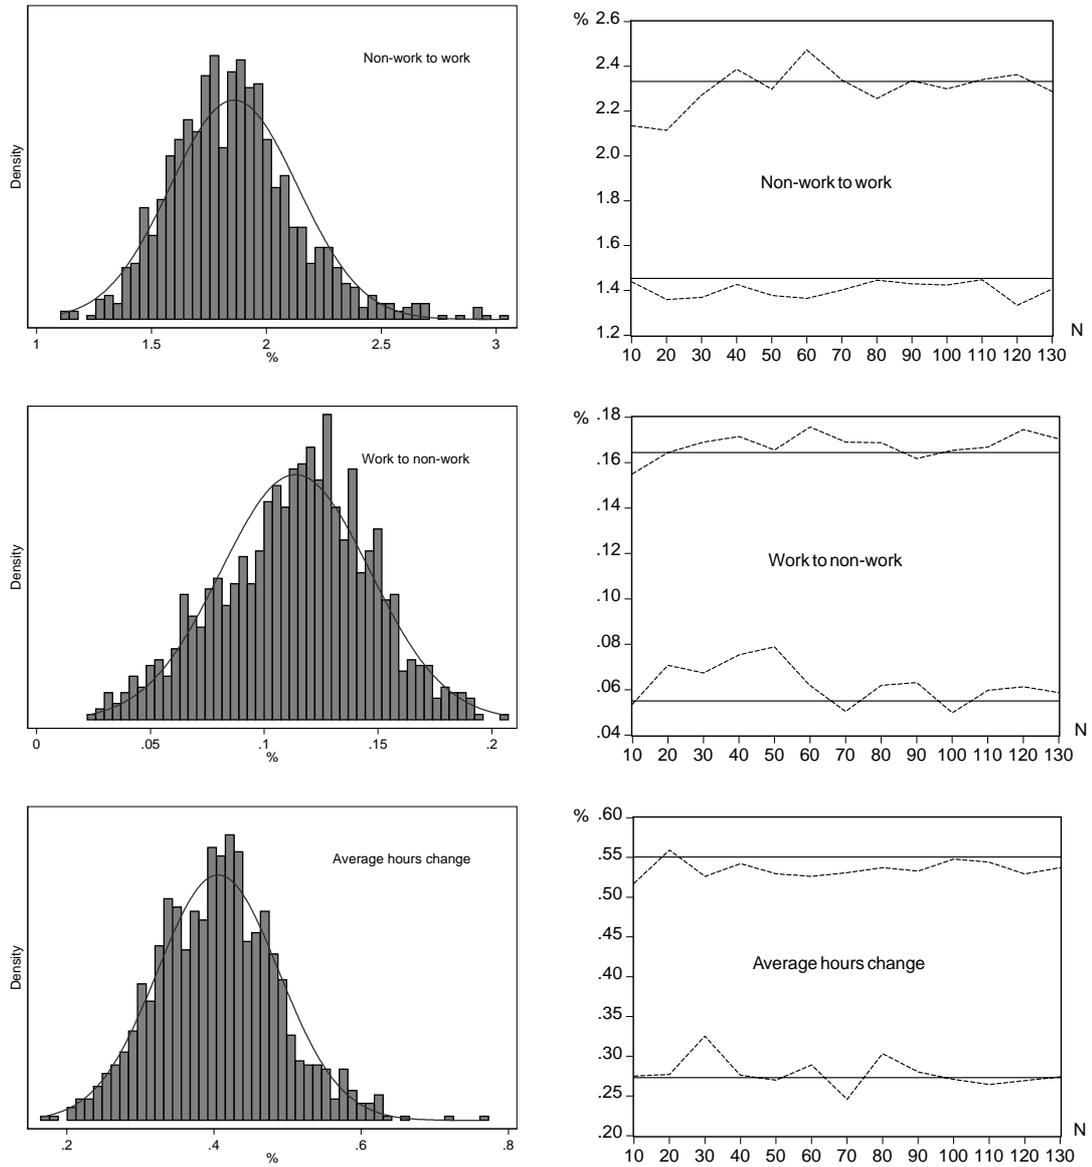 Non-work to work
Density
1 1.5 2 2.5 3
%
% 2.6
2.4
2.2
2.0
1.8
1.6
1.4
1.2
Non-work to work
N
10 20 30 40 50 60 70 80 90 100 110 120 130
Work to non-work
Density
0 .05 .1 .15 .2
%
% .18
.16
.14
.12
.10
.08
.06
.04
Work to non-work
N
10 20 30 40 50 60 70 80 90 100 110 120 130
Average hours change
Density
.2 .4 .6 .8
%
% .60
.55
.50
.45
.40
.35
.30
.25
.20
Average hours change
N
10 20 30 40 50 60 70 80 90 100 110 120 130